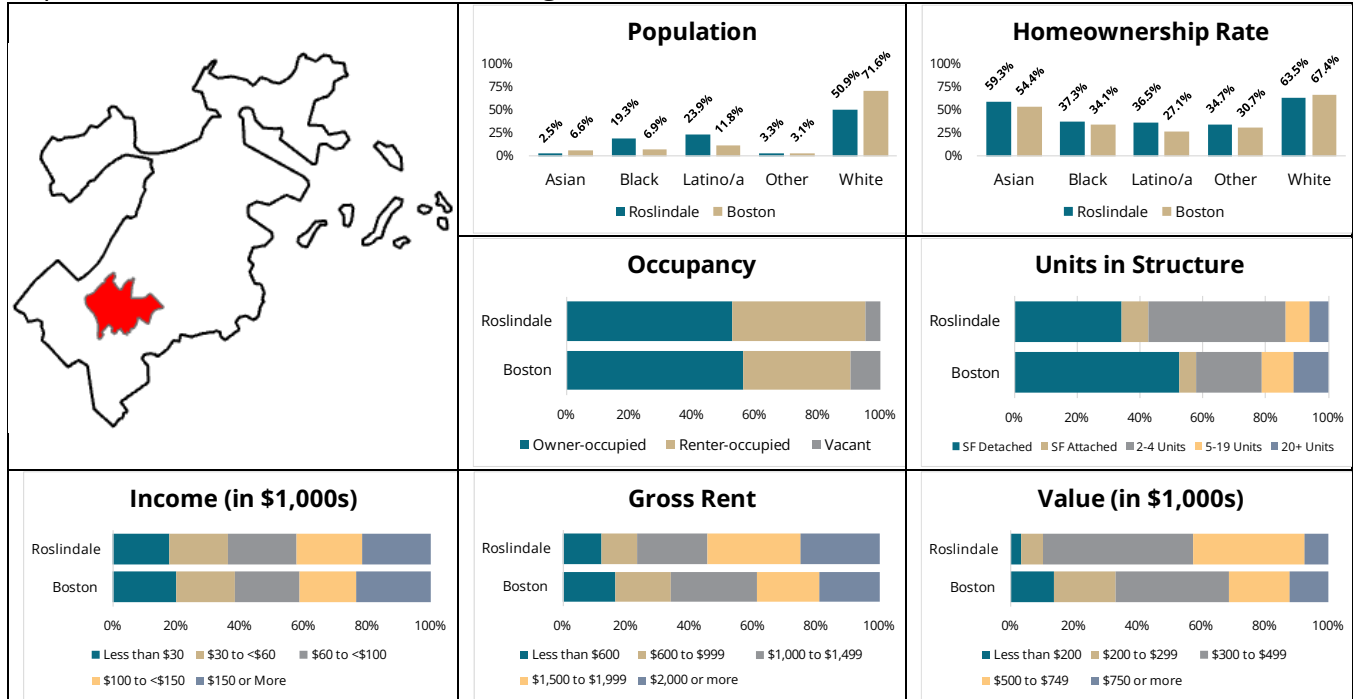 Population
100%
75%
50%
25%
0%
2.5% 6.6% 19.3% 6.9% 23.9% 11.8% 3.3% 3.1% 50.9% 71.6%
Asian Black Latino/a Other White
Roslindale Boston
Homeownership Rate
100%
75%
50%
25%
0%
59.3% 54.4% 37.3% 34.1% 36.5% 27.1% 34.7% 30.7% 63.5% 67.4%
Asian Black Latino/a Other White
Roslindale Boston
Occupancy
Roslindale
Boston
0% 20% 40% 60% 80% 100%
Owner-occupied Renter-occupied Vacant
Units in Structure
Roslindale
Boston
0% 20% 40% 60% 80% 100%
SF Detached SF Attached 2-4 Units 5-19 Units 20+ Units
Income (in $1,000s)
Roslindale
Boston
0% 20% 40% 60% 80% 100%
Less than $30 $30 to <$60 $60 to <$100
$100 to <$150 $150 or More
Gross Rent
Roslindale
Boston
0% 20% 40% 60% 80% 100%
Less than $600 $600 to $999 $1,000 to $1,499
$1,500 to $1,999 $2,000 or more
Value (in $1,000s)
Roslindale
Boston
0% 20% 40% 60% 80% 100%
Less than $200 $200 to $299 $300 to $499
$500 to $749 $750 or more